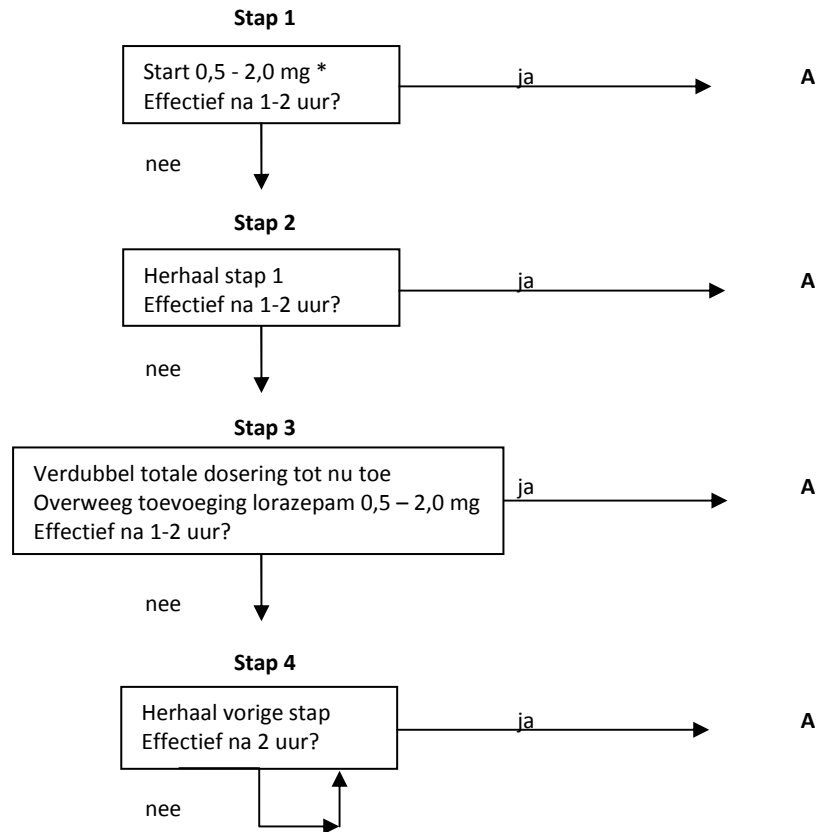 Stap 1
Start 0,5 - 2,0 mg *
Effectief na 1-2 uur?
ja
A
nee
Stap 2
Herhaal stap 1
Effectief na 1-2 uur?
ja
A
nee
Stap 3
Verdubbel totale dosering tot nu toe
Overweeg toevoeging lorazepam 0,5 – 2,0 mg
Effectief na 1-2 uur?
ja
A
nee
Stap 4
Herhaal vorige stap
Effectief na 2 uur?
ja
A
nee